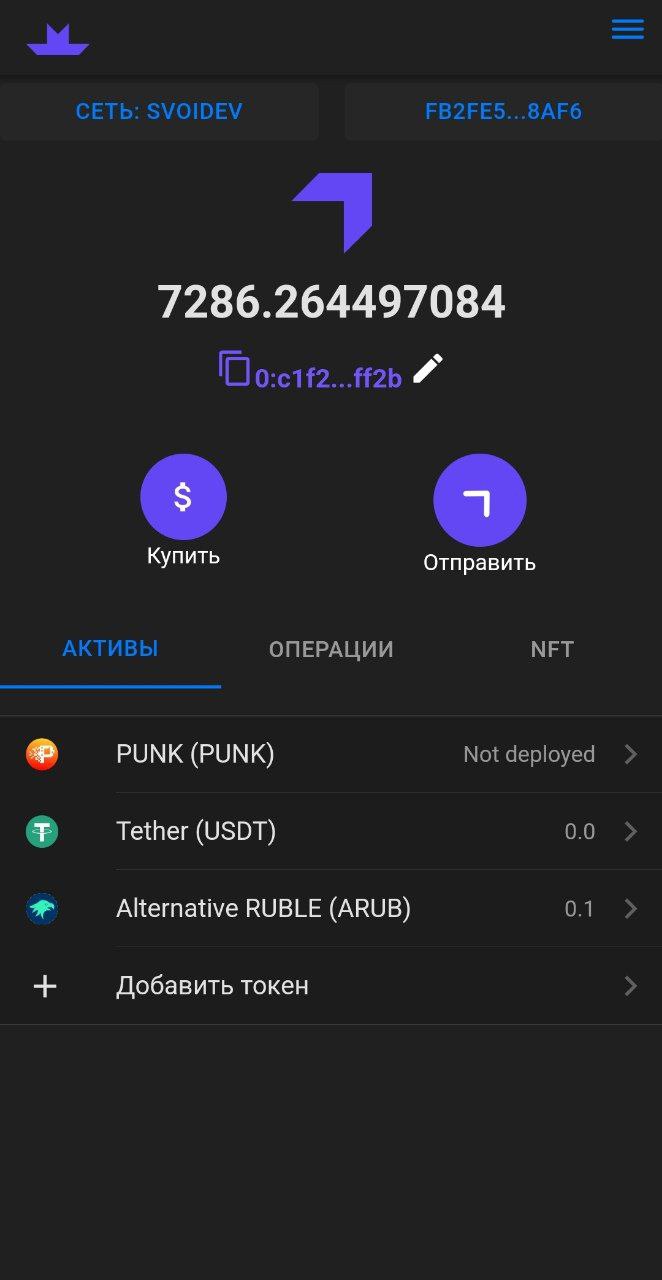 СЕТЬ: SVOIDEV
FB2FE5...8AF6
7286.264497084
0:c1f2...ff2b
$
Купить
Отправить
АКТИВЫ
ОПЕРАЦИИ
NFT
PUNK (PUNK)
Not deployed
Tether (USDT)
0.0
Alternative RUBLE (ARUB)
0.1
Добавить токен